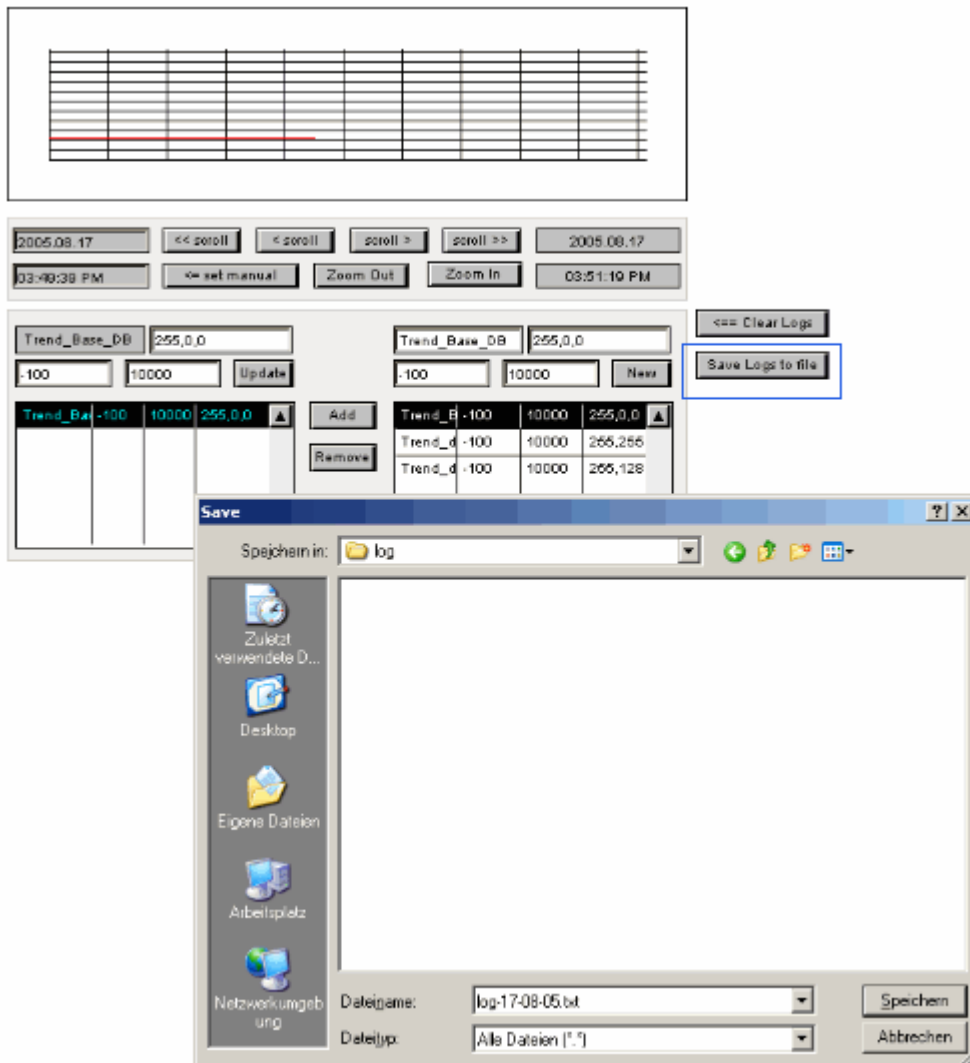 2005.08.17 << scroll < scroll scroll > scroll >> 2005.08.17
03:49:39 PM <= set manual Zoom Out Zoom In 03:51:19 PM
<== Clear Logs
Trend_Base_DB 255,0,0 Trend_Base_DB 255,0,0
Save Logs to file
-100 10000 Update -100 10000 New
Trend_Ba -100 10000 255,0,0 Add Trend_B -100 10000 255,0,0
Trend_d -100 10000 255,255
Remove
Trend_d -100 10000 255,128
Save
Speichern in: log
Zuletzt
verwendete D...
Desktop
Eigene Dateien
Arbeitsplatz
Netzwerkumgeb
ung
Dateiname: log-17-08-05.txt Speichern
Dateityp: Alle Dateien (*.*) Abbrechen